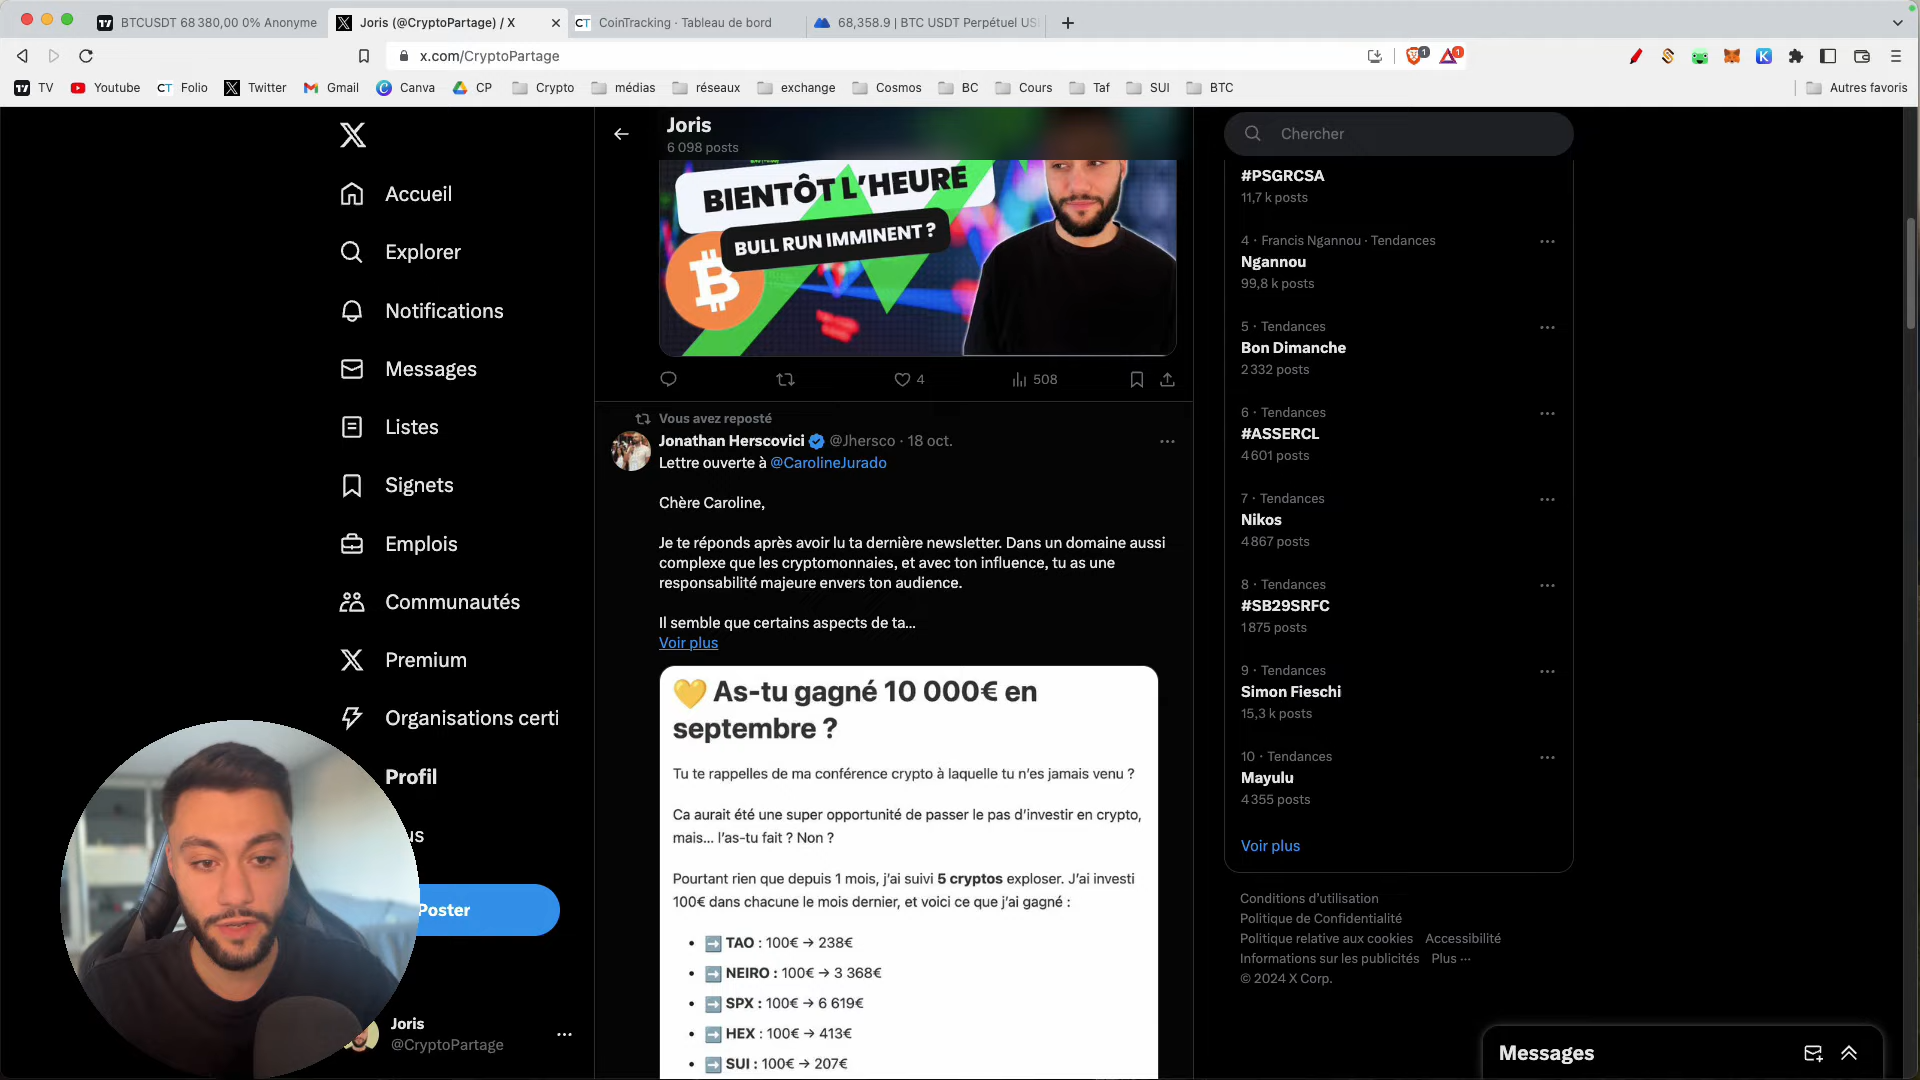 BTCUSDT 68 380,00 0% Anonyme
Joris (@CryptoPartage) / X
CoinTracking · Tableau de bord
68,358.9 | BTC USDT Perpétuel US
x.com/CryptoPartage
TV
Youtube
Folio
Twitter
Gmail
Canva
CP
Crypto
médias
réseaux
exchange
Cosmos
BC
Cours
Taf
SUI
BTC
Autres favoris
Accueil
Explorer
Notifications
Messages
Listes
Signets
Emplois
Communautés
Premium
Organisations certi
Profil
us
Poster
Joris
@CryptoPartage
Joris
6 098 posts
BIENTÔT L'HEURE
BULL RUN IMMINENT ?
4
508
Vous avez reposté
Jonathan Herscovici @Jhersco · 18 oct.
Lettre ouverte à @CarolineJurado
Chère Caroline,
Je te réponds après avoir lu ta dernière newsletter. Dans un domaine aussi
complexe que les cryptomonnaies, et avec ton influence, tu as une
responsabilité majeure envers ton audience.
Il semble que certains aspects de ta...
Voir plus
💛 As-tu gagné 10 000€ en
septembre ?
Tu te rappelles de ma conférence crypto à laquelle tu n'es jamais venu ?
Ca aurait été une super opportunité de passer le pas d'investir en crypto,
mais... l'as-tu fait ? Non ?
Pourtant rien que depuis 1 mois, j'ai suivi 5 cryptos exploser. J'ai investi
100€ dans chacune le mois dernier, et voici ce que j'ai gagné :
• ➡️ TAO : 100€ → 238€
• ➡️ NEIRO : 100€ → 3 368€
• ➡️ SPX : 100€ → 6 619€
• ➡️ HEX : 100€ → 413€
• ➡️ SUI : 100€ → 207€
Chercher
#PSGRCSA
11,7 k posts
4 · Francis Ngannou · Tendances
Ngannou
99,8 k posts
5 · Tendances
Bon Dimanche
2 332 posts
6 · Tendances
#ASSERCL
4 601 posts
7 · Tendances
Nikos
4 867 posts
8 · Tendances
#SB29SRFC
1 875 posts
9 · Tendances
Simon Fieschi
15,3 k posts
10 · Tendances
Mayulu
4 355 posts
Voir plus
Conditions d'utilisation
Politique de Confidentialité
Politique relative aux cookies Accessibilité
Informations sur les publicités Plus ···
© 2024 X Corp.
Messages